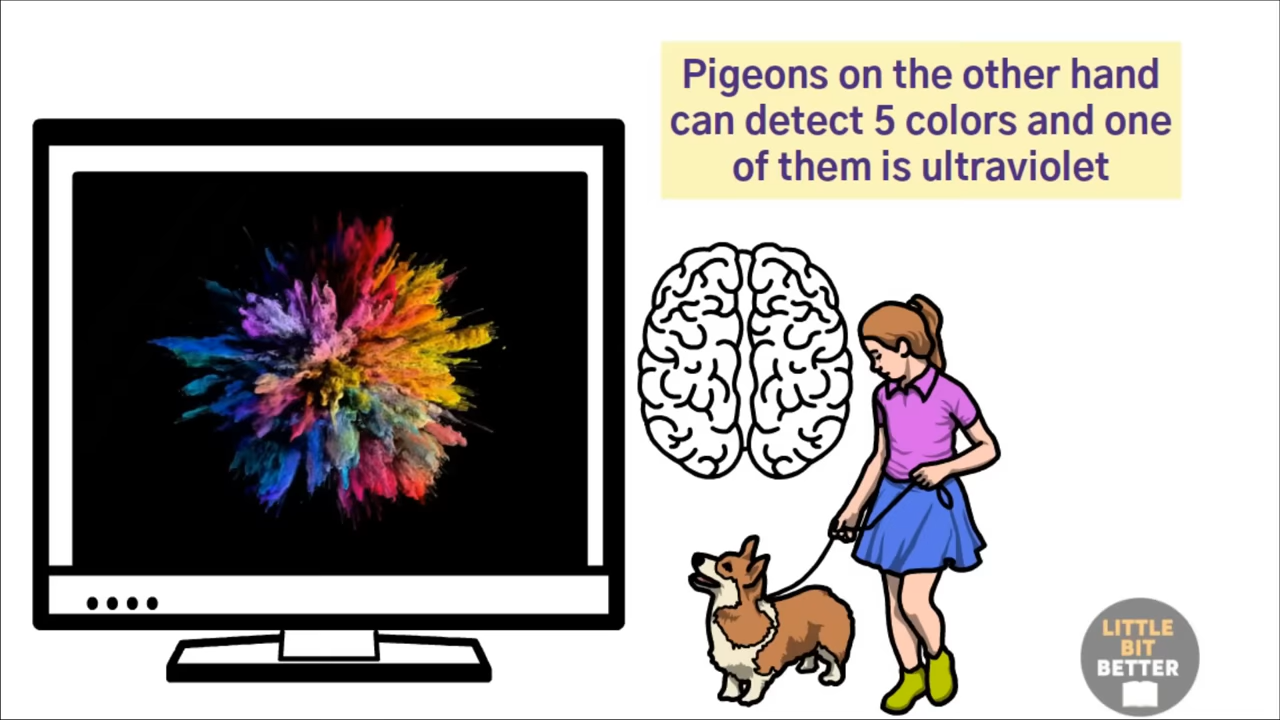 Pigeons on the other hand
can detect 5 colors and one
of them is ultraviolet
LITTLE
BIT
BETTER